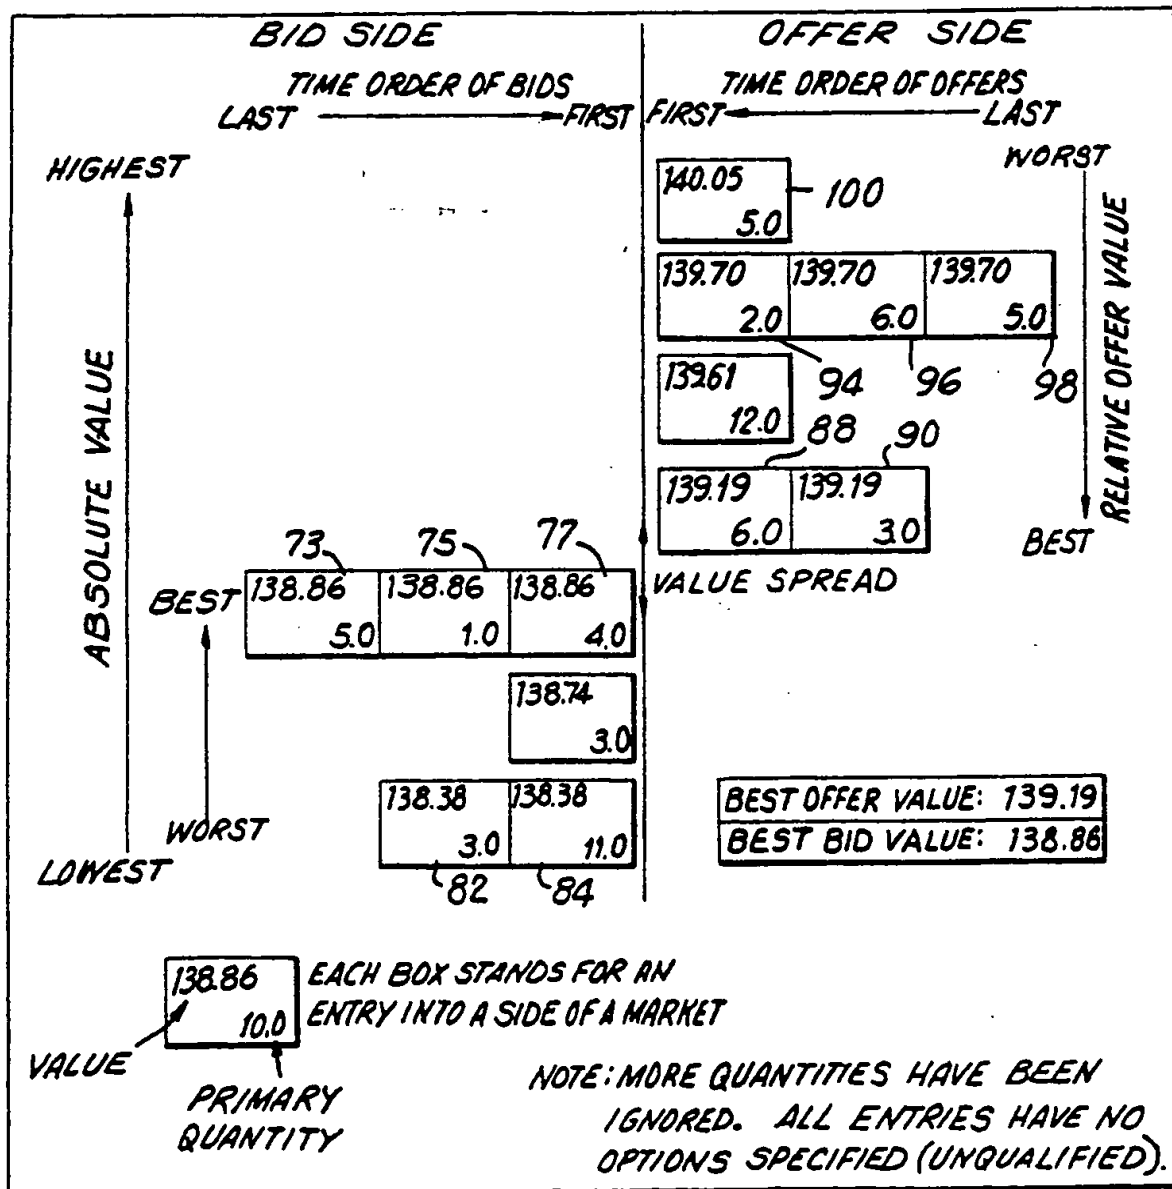 BID SIDE
OFFER SIDE
TIME ORDER OF BIDS
LAST FIRST
TIME ORDER OF OFFERS
FIRST LAST
HIGHEST
ABSOLUTE VALUE
LOWEST
WORST
RELATIVE OFFER VALUE
BEST
140.05
5.0
100
139.70 139.70 139.70
2.0 6.0 5.0
94 96 98
139.61
12.0
88 90
139.19 139.19
6.0 3.0
VALUE SPREAD
73 75 77
BEST
138.86 138.86 138.86
5.0 1.0 4.0
138.74
3.0
138.38 138.38
3.0 11.0
WORST
82 84
BEST OFFER VALUE: 139.19
BEST BID VALUE: 138.86
138.86
10.0
EACH BOX STANDS FOR AN
ENTRY INTO A SIDE OF A MARKET
VALUE
PRIMARY
QUANTITY
NOTE: MORE QUANTITIES HAVE BEEN
IGNORED. ALL ENTRIES HAVE NO
OPTIONS SPECIFIED (UNQUALIFIED).